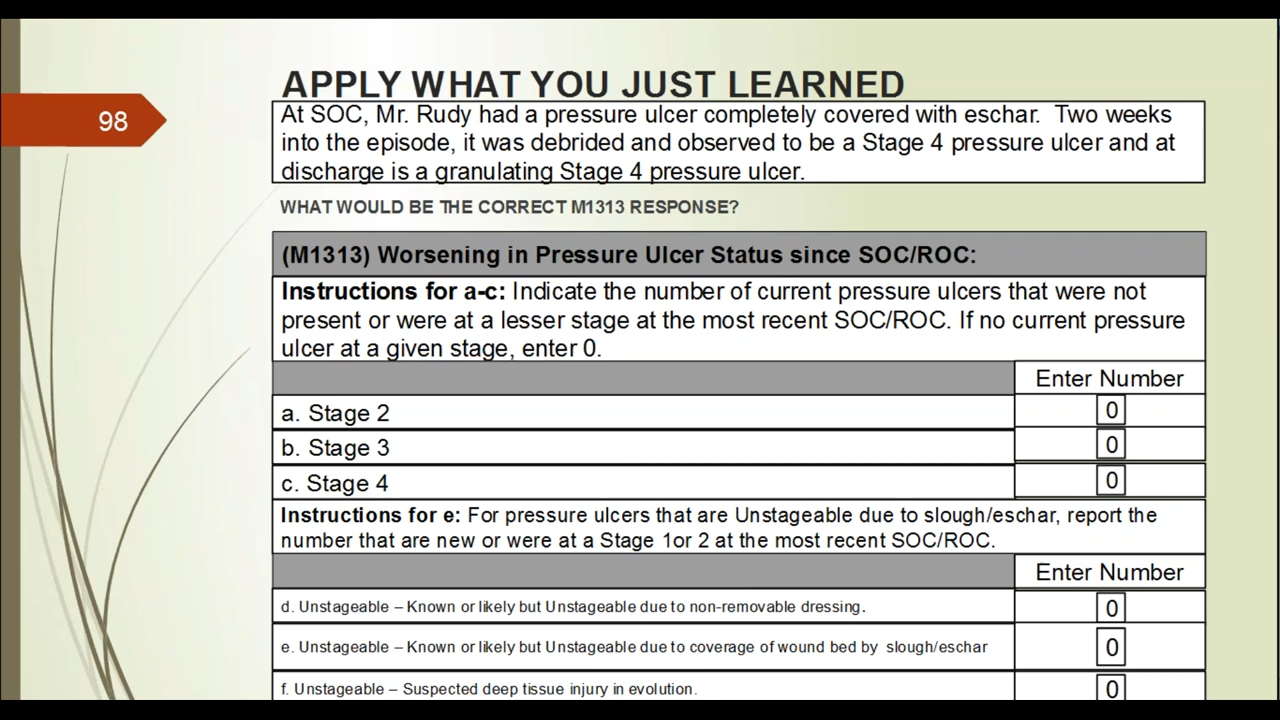 APPLY WHAT YOU JUST LEARNED
98
At SOC, Mr. Rudy had a pressure ulcer completely covered with eschar. Two weeks
into the episode, it was debrided and observed to be a Stage 4 pressure ulcer and at
discharge is a granulating Stage 4 pressure ulcer.
WHAT WOULD BE THE CORRECT M1313 RESPONSE?
(M1313) Worsening in Pressure Ulcer Status since SOC/ROC:
Instructions for a-c: Indicate the number of current pressure ulcers that were not
present or were at a lesser stage at the most recent SOC/ROC. If no current pressure
ulcer at a given stage, enter 0.
Enter Number
a. Stage 2 0
b. Stage 3 0
c. Stage 4 0
Instructions for e: For pressure ulcers that are Unstageable due to slough/eschar, report the
number that are new or were at a Stage 1or 2 at the most recent SOC/ROC.
Enter Number
d. Unstageable – Known or likely but Unstageable due to non-removable dressing. 0
e. Unstageable – Known or likely but Unstageable due to coverage of wound bed by slough/eschar 0
f. Unstageable – Suspected deep tissue injury in evolution. 0